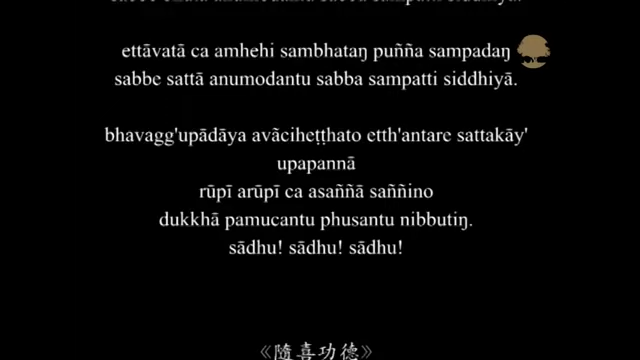 ettāvatā ca amhehi sambhataŋ puñña sampadaŋ
sabbe sattā anumodantu sabba sampatti siddhiyā.
bhavagg'upādāya avãciheṭṭhato etth'antare sattakāy'
upapannā
rūpī arūpī ca asaññā saññino
dukkhā pamucantu phusantu nibbutiŋ.
sādhu! sādhu! sādhu!
《隨喜功德》